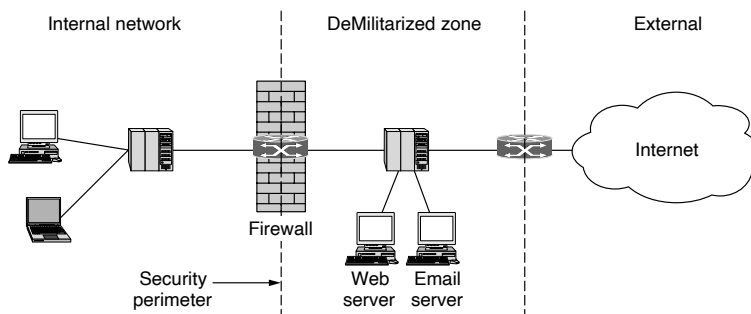 Internal network
DeMilitarized zone
External
Internet
Firewall
Web
server
Email
server
Security
perimeter